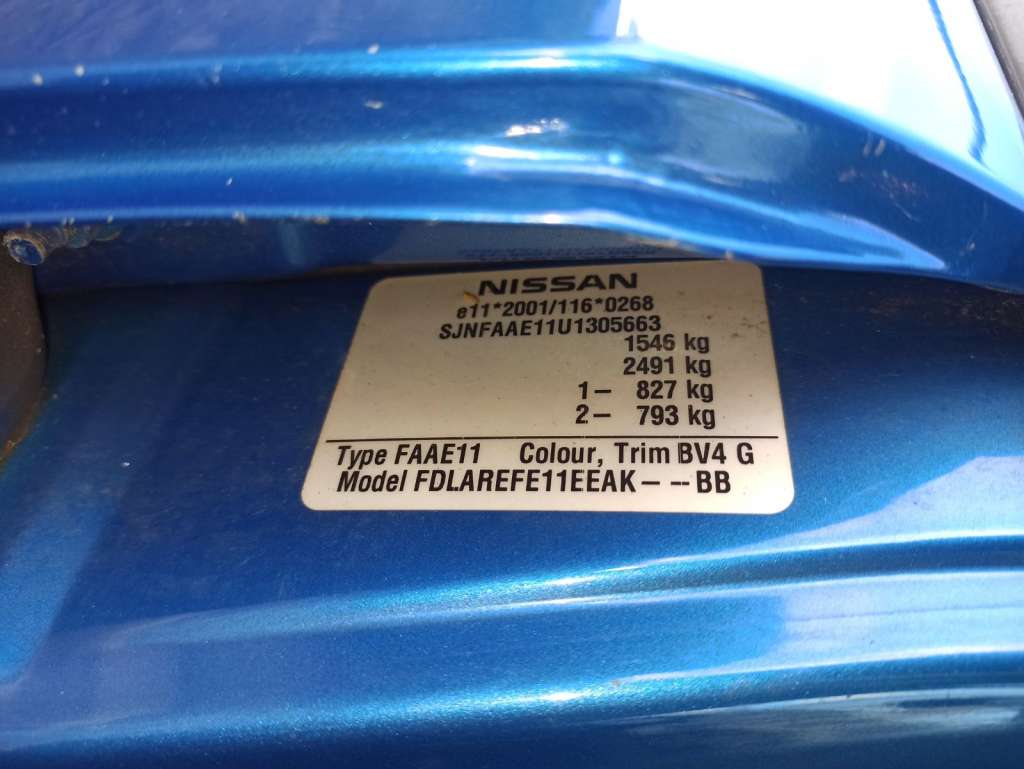 NISSAN
e11*2001/116*0268
SJNFAAE11U1305663
1546 kg
2491 kg
1– 827 kg
2– 793 kg
Type FAAE11 Colour, Trim BV4 G
Model FDLAREFE11EEAK– –– BB